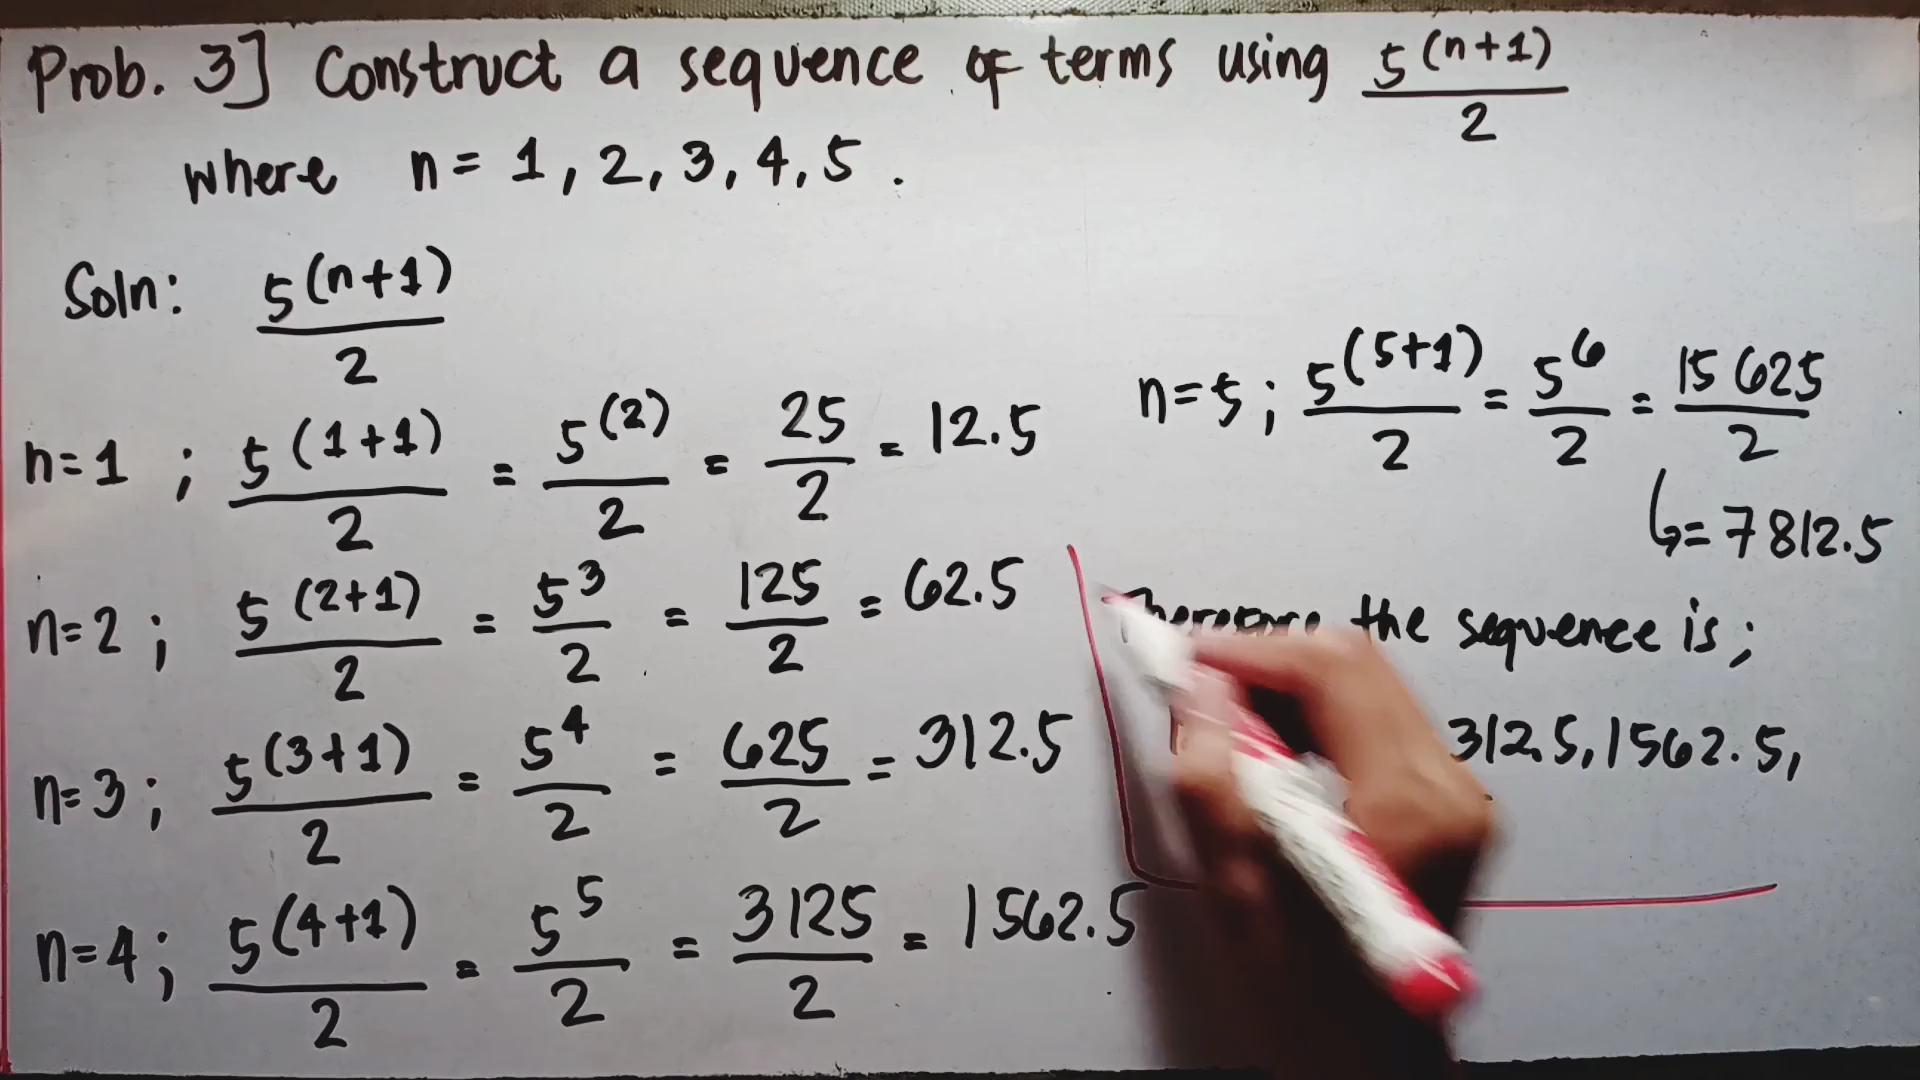 Prob. 3] Construct a sequence of terms using 5^(n+1)/2
where n = 1, 2, 3, 4, 5 .
Soln: 5^(n+1)/2
n=1 ; 5^(1+1)/2 = 5^(2)/2 = 25/2 = 12.5
n=2 ; 5^(2+1)/2 = 5^3/2 = 125/2 = 62.5
n=3 ; 5^(3+1)/2 = 5^4/2 = 625/2 = 312.5
n=4 ; 5^(4+1)/2 = 5^5/2 = 3125/2 = 1562.5
n=5 ; 5^(5+1)/2 = 5^6/2 = 15625/2
= 7812.5
Therefore the sequence is ;
312.5, 1562.5,